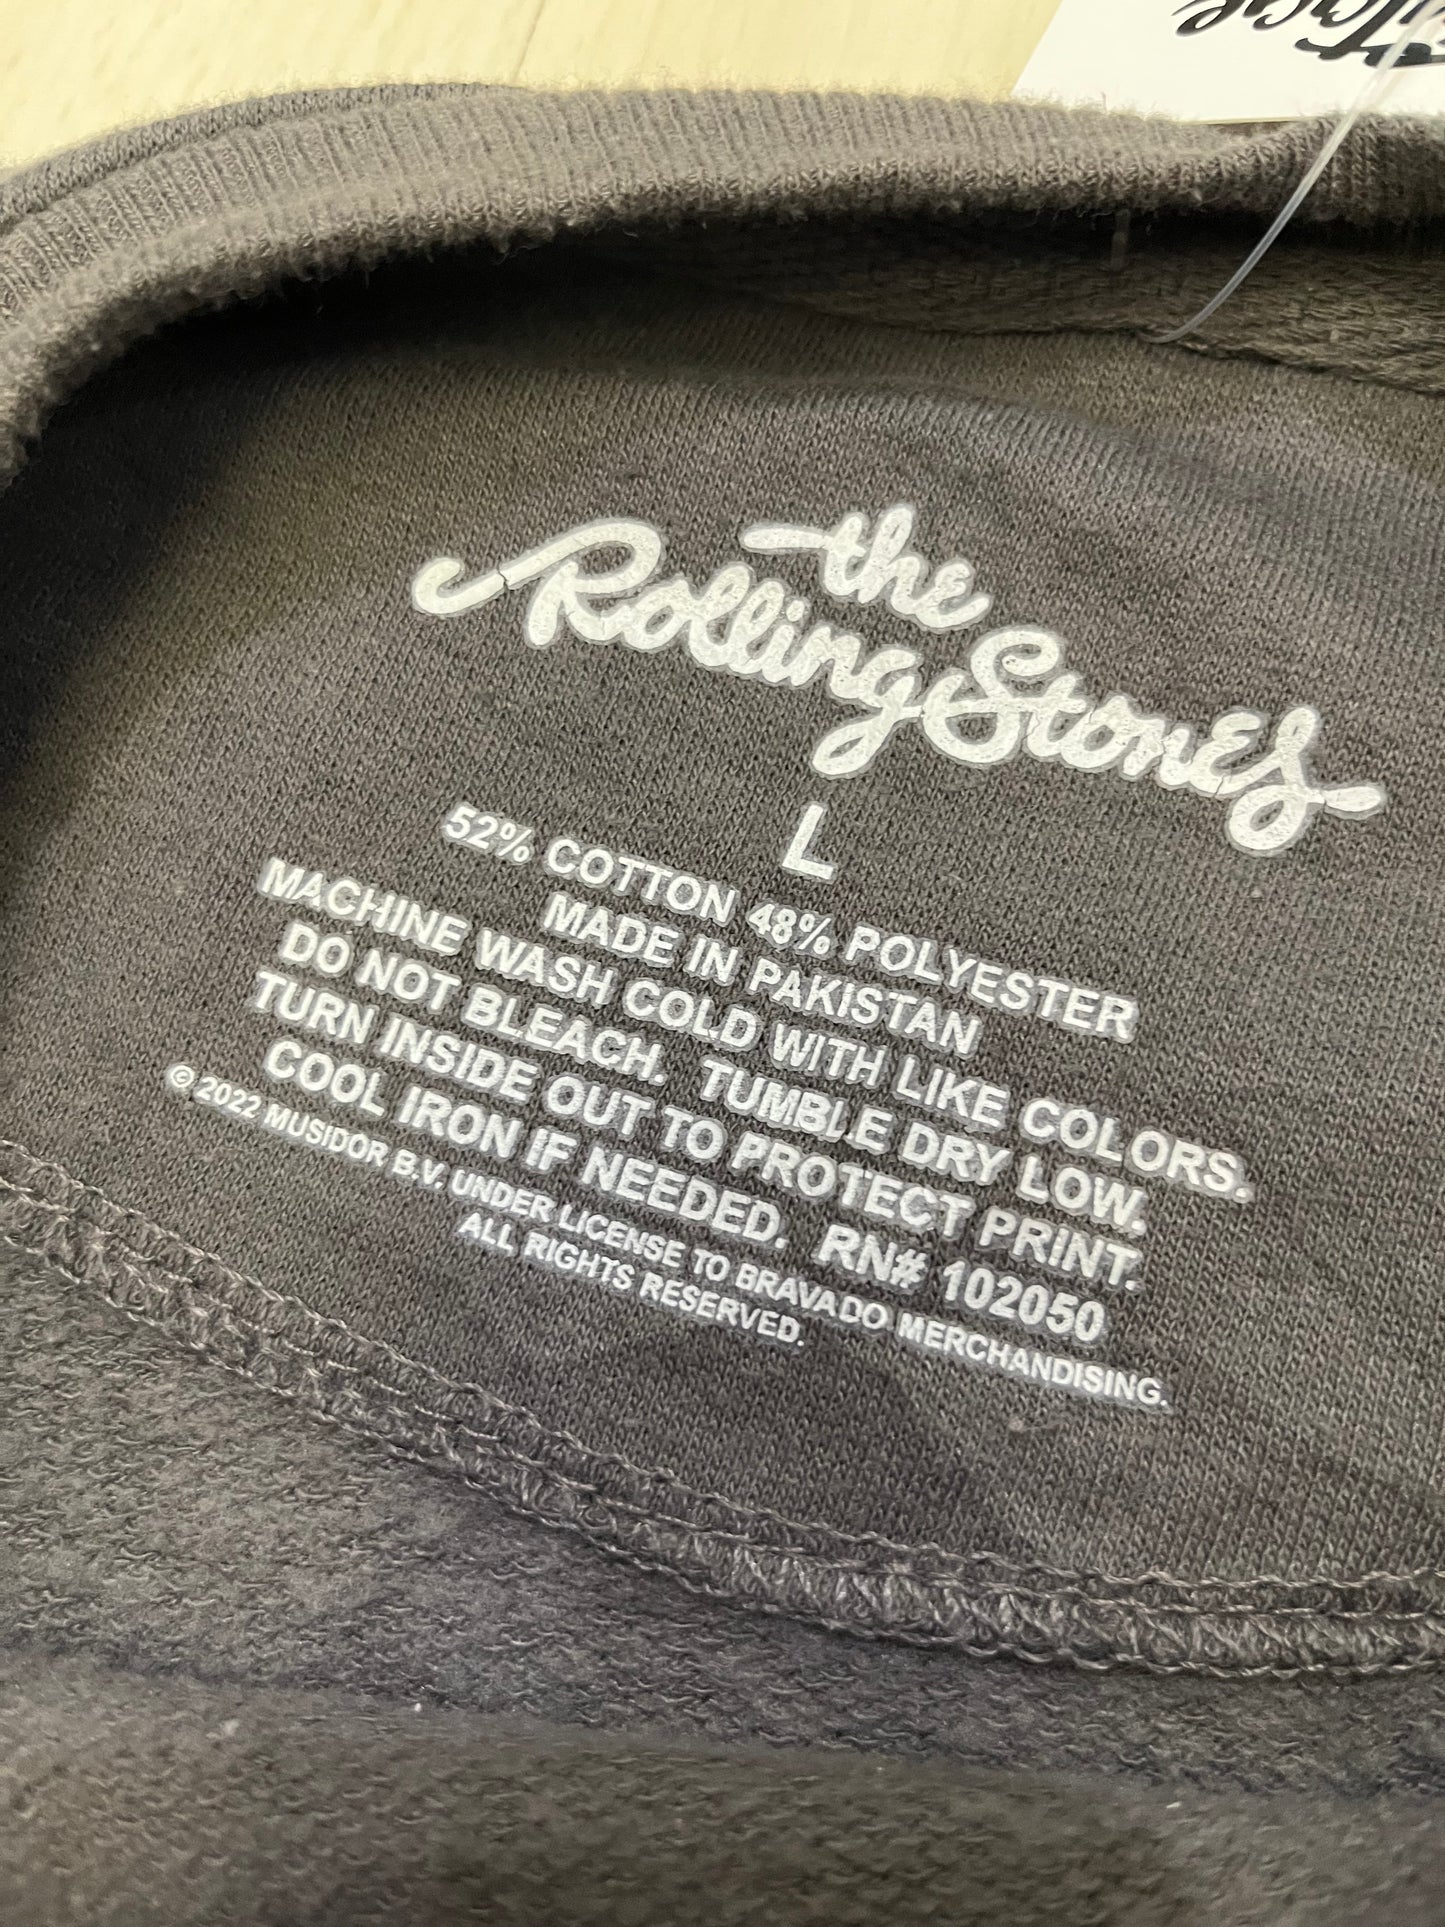 the
Rolling Stones
L
52% COTTON 48% POLYESTER
MADE IN PAKISTAN
MACHINE WASH COLD WITH LIKE COLORS.
DO NOT BLEACH. TUMBLE DRY LOW.
TURN INSIDE OUT TO PROTECT PRINT.
COOL IRON IF NEEDED. RN# 102050
© 2022 MUSIDOR B.V. UNDER LICENSE TO BRAVADO MERCHANDISING.
ALL RIGHTS RESERVED.